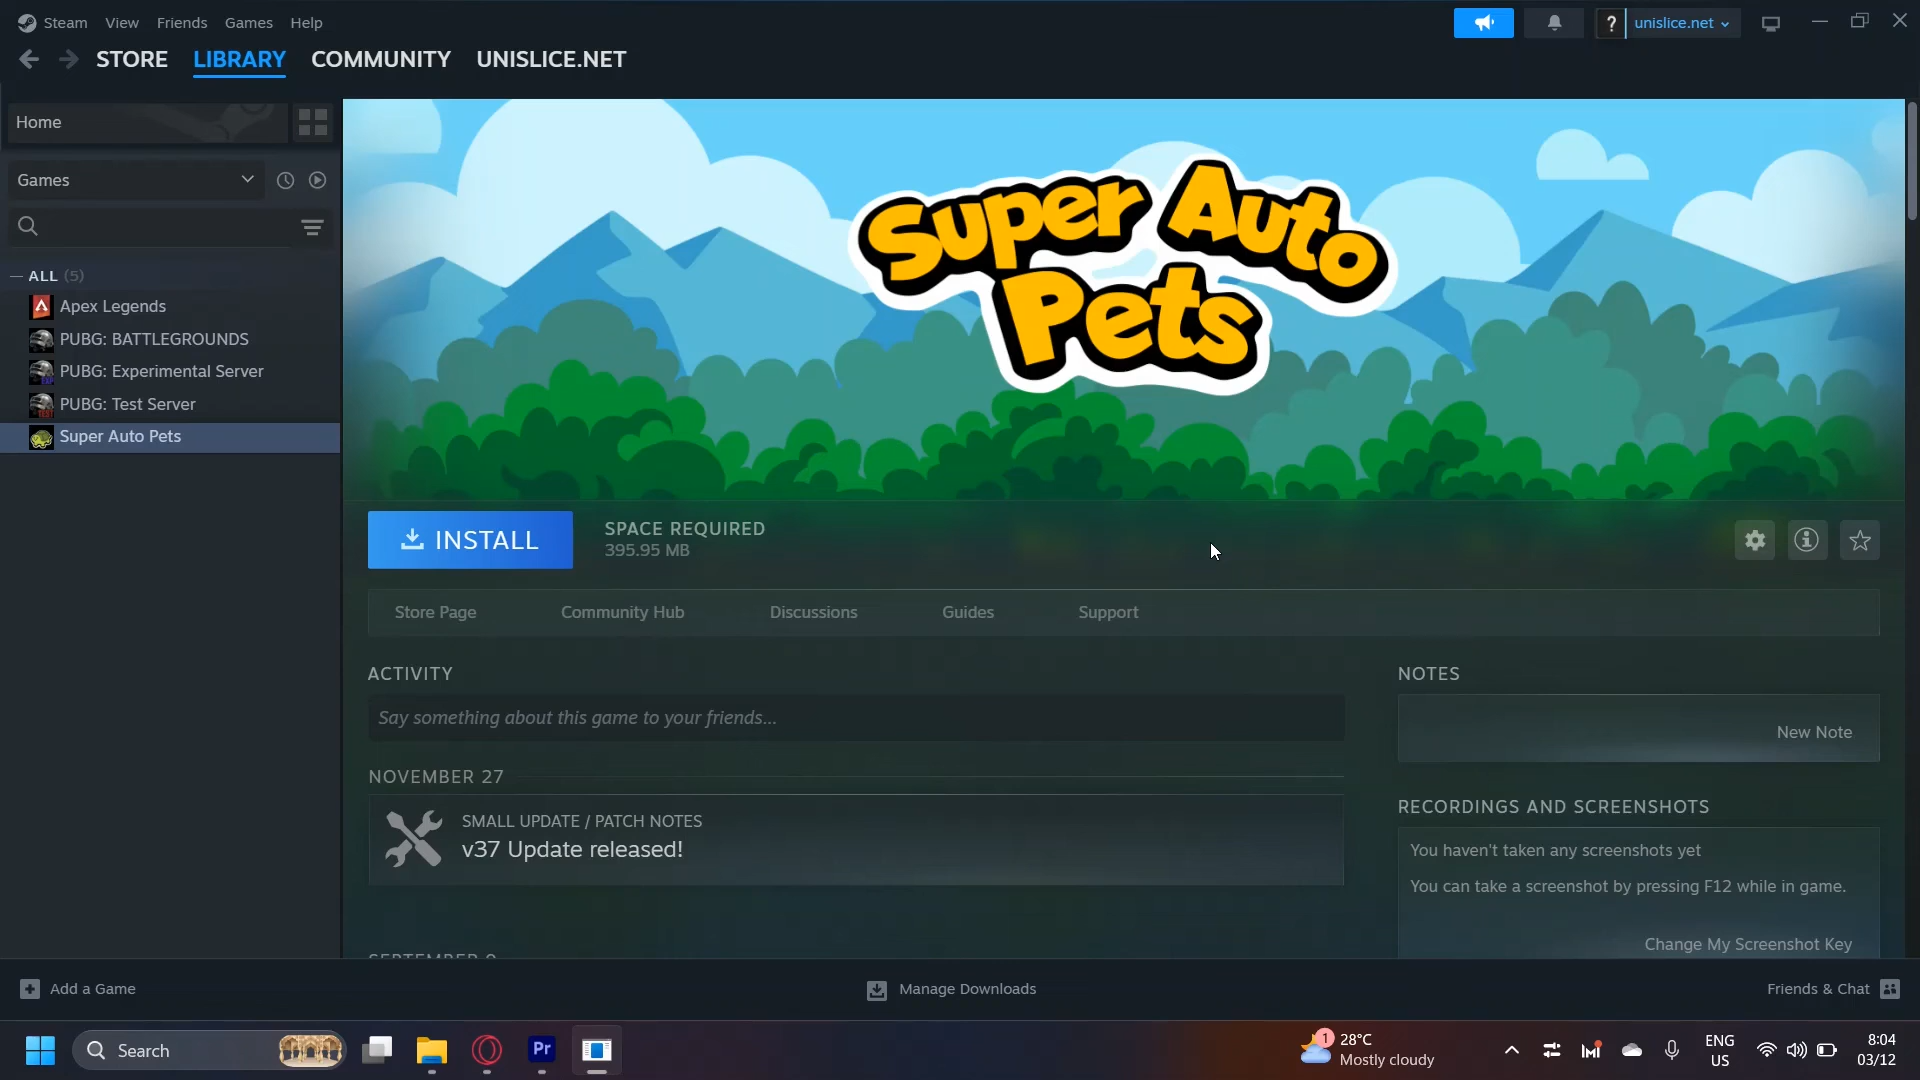 Steam View Friends Games Help
? unislice.net
STORE LIBRARY COMMUNITY UNISLICE.NET
Home
Games
ALL (5)
Apex Legends
PUBG: BATTLEGROUNDS
PUBG: Experimental Server
PUBG: Test Server
Super Auto Pets
Super Auto
Pets
INSTALL
SPACE REQUIRED
395.95 MB
Store Page Community Hub Discussions Guides Support
ACTIVITY
Say something about this game to your friends...
NOVEMBER 27
SMALL UPDATE / PATCH NOTES
v37 Update released!
NOTES
New Note
RECORDINGS AND SCREENSHOTS
You haven't taken any screenshots yet
You can take a screenshot by pressing F12 while in game.
Change My Screenshot Key
Add a Game
Manage Downloads
Friends & Chat
Search
Pr
1
28°C
Mostly cloudy
ENG
US
8:04
03/12